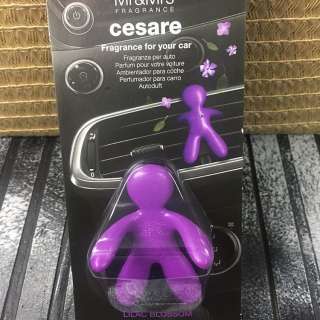 Mr&Mrs
FRAGRANCE
cesare
Fragrance for your car
Fragranza per auto
Parfum pour votre voiture
Ambientador para coche
Perfumador para carro
Autoduft
LILAC BLOSSOM